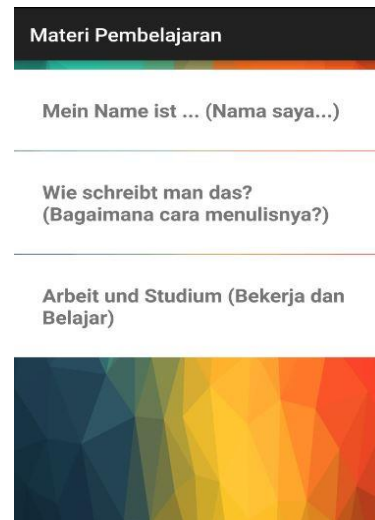 Materi Pembelajaran
Mein Name ist ... (Nama saya...)
Wie schreibt man das?
(Bagaimana cara menulisnya?)
Arbeit und Studium (Bekerja dan
Belajar)